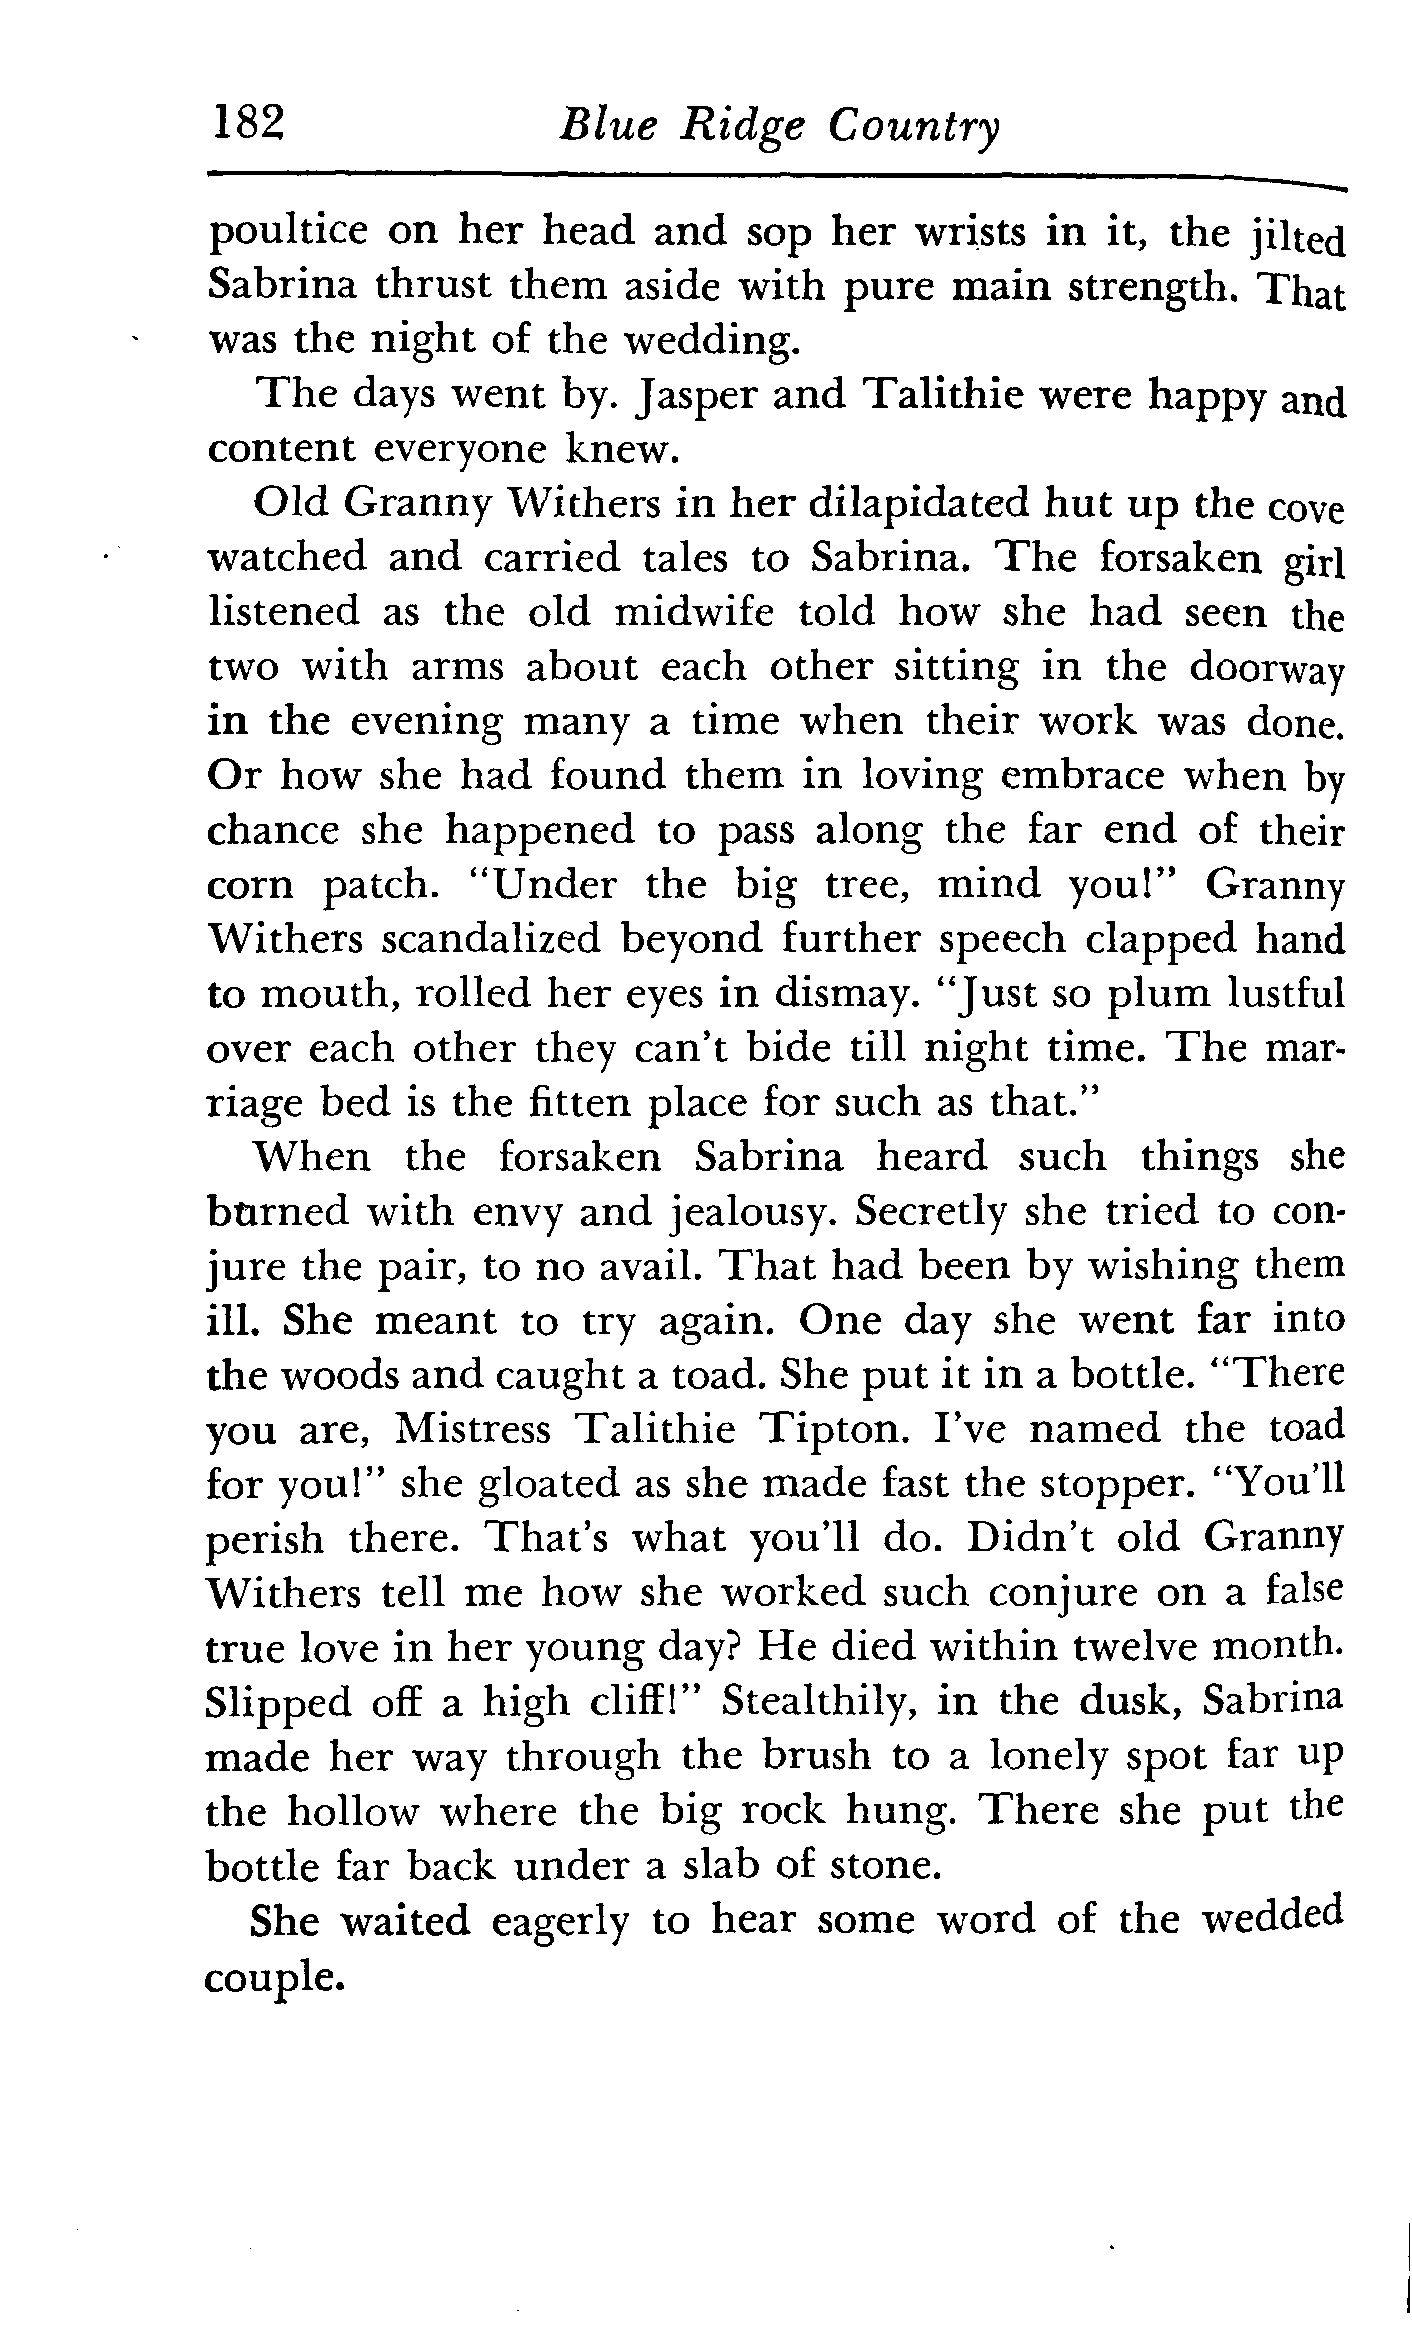 182 Blue Ridge Country
poultice on her head and sop her wrists in it, the jilted
Sabrina thrust them aside with pure main strength. That
was the night of the wedding.
The days went by. Jasper and Talithie were happy and
content everyone knew.
Old Granny Withers in her dilapidated hut up the cove
watched and carried tales to Sabrina. The forsaken girl
listened as the old midwife told how she had seen the
two with arms about each other sitting in the doorway
in the evening many a time when their work was done.
Or how she had found them in loving embrace when by
chance she happened to pass along the far end of their
corn patch. "Under the big tree, mind you!" Granny
Withers scandalized beyond further speech clapped hand
to mouth, rolled her eyes in dismay. "Just so plum lustful
over each other they can't bide till night time. The mar-
riage bed is the fitten place for such as that."
When the forsaken Sabrina heard such things she
burned with envy and jealousy. Secretly she tried to con-
jure the pair, to no avail. That had been by wishing them
ill. She meant to try again. One day she went far into
the woods and caught a toad. She put it in a bottle. "There
you are, Mistress Talithie Tipton. I've named the toad
for you!" she gloated as she made fast the stopper. "You'll
perish there. That's what you'll do. Didn't old Granny
Withers tell me how she worked such conjure on a false
true love in her young day? He died within twelve month.
Slipped off a high cliff!" Stealthily, in the dusk, Sabrina
made her way through the brush to a lonely spot far up
the hollow where the big rock hung. There she put the
bottle far back under a slab of stone.
She waited eagerly to hear some word of the wedded
couple.